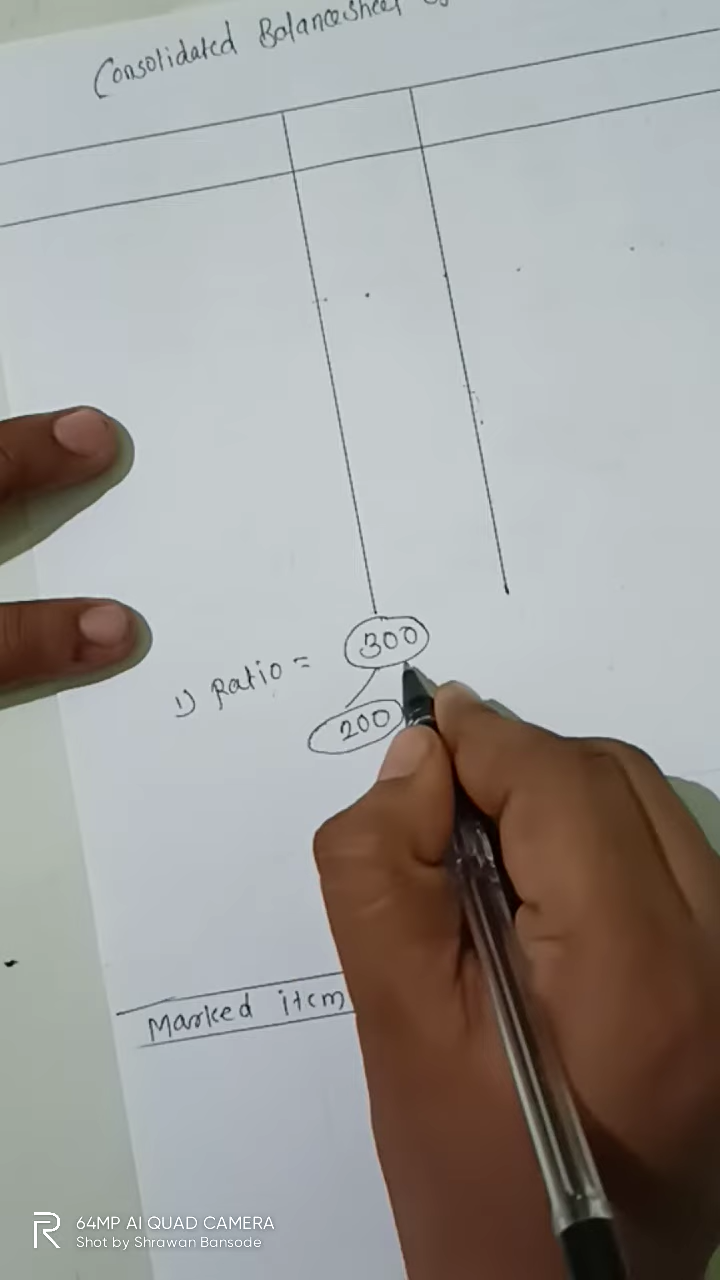 Consolidated Balancesheet
1) Ratio = 300
200
Marked item
64MP AI QUAD CAMERA
Shot by Shrawan Bansode